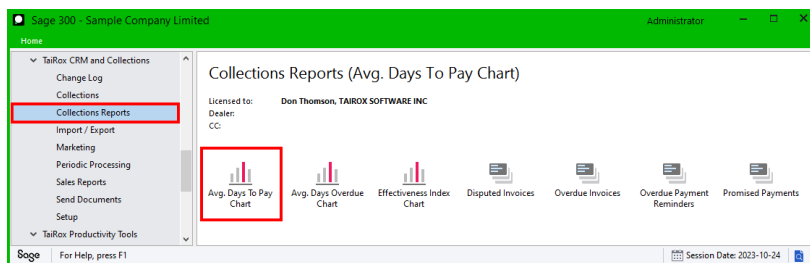 Sage 300 - Sample Company Limited
Administrator
Home
TaiRox CRM and Collections
Change Log
Collections
Collections Reports
Import / Export
Marketing
Periodic Processing
Sales Reports
Send Documents
Setup
TaiRox Productivity Tools
Collections Reports (Avg. Days To Pay Chart)
Licensed to: Don Thomson, TAIROX SOFTWARE INC
Dealer:
CC:
Avg. Days To Pay
Chart
Avg. Days Overdue
Chart
Effectiveness Index
Chart
Disputed Invoices
Overdue Invoices
Overdue Payment
Reminders
Promised Payments
Sage
For Help, press F1
Session Date: 2023-10-24